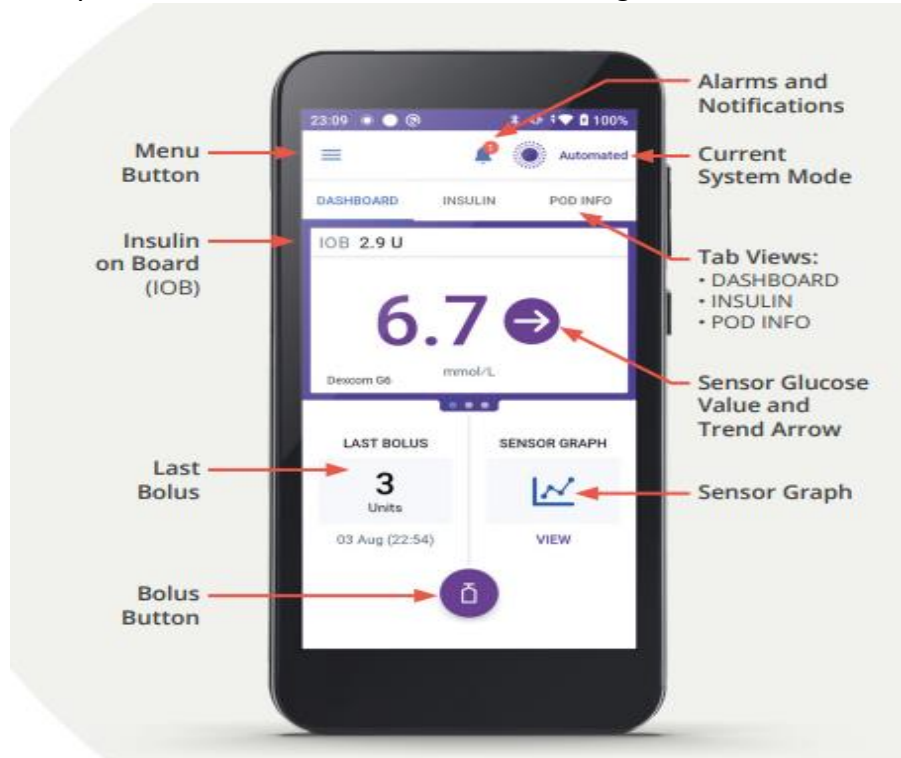 Alarms and
Notifications
23:09
100%
Menu
Button
Automated
Current
System Mode
DASHBOARD INSULIN POD INFO
Insulin
on Board
(IOB)
IOB 2.9 U
Tab Views:
• DASHBOARD
• INSULIN
• POD INFO
6.7
mmol/L
Dexcom G6
Sensor Glucose
Value and
Trend Arrow
LAST BOLUS SENSOR GRAPH
Last
Bolus
3
Units
Sensor Graph
03 Aug (22:54) VIEW
Bolus
Button